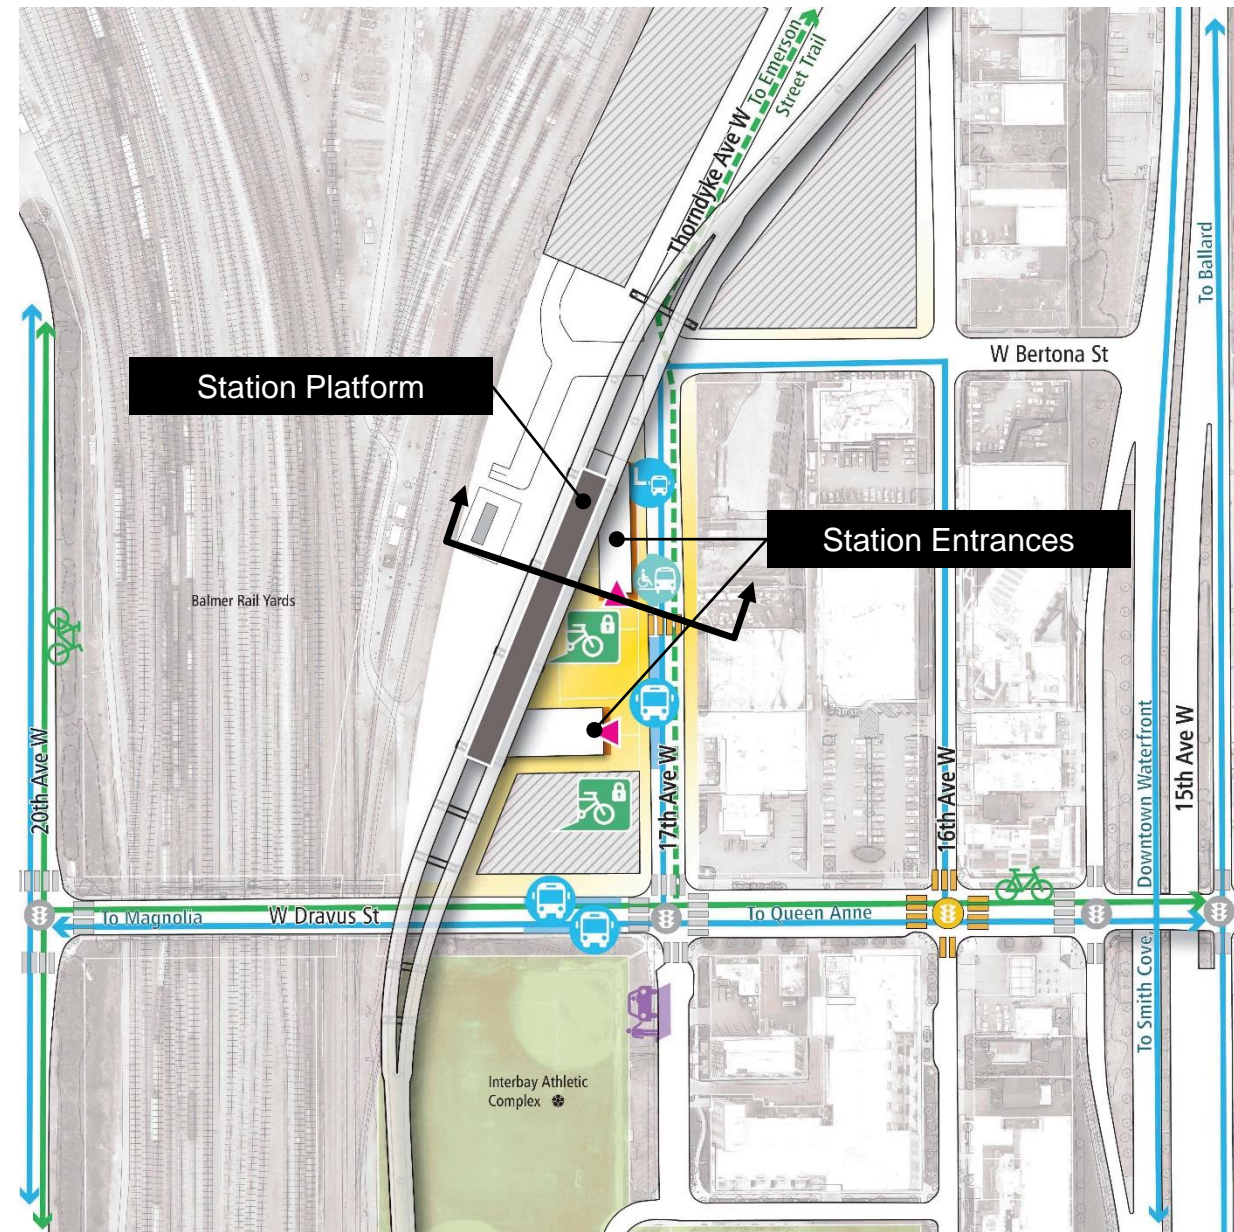 To Emerson
Street Trail
Thorndyke Ave W
To Ballard
W Bertona St
Station Platform
Station Entrances
L
Balmer Rail Yards
20th Ave W
17th Ave W
16th Ave W
Downtown Waterfront
15th Ave W
To Magnolia
W Dravus St
To Queen Anne
To Smith Cove
Interbay Athletic
Complex